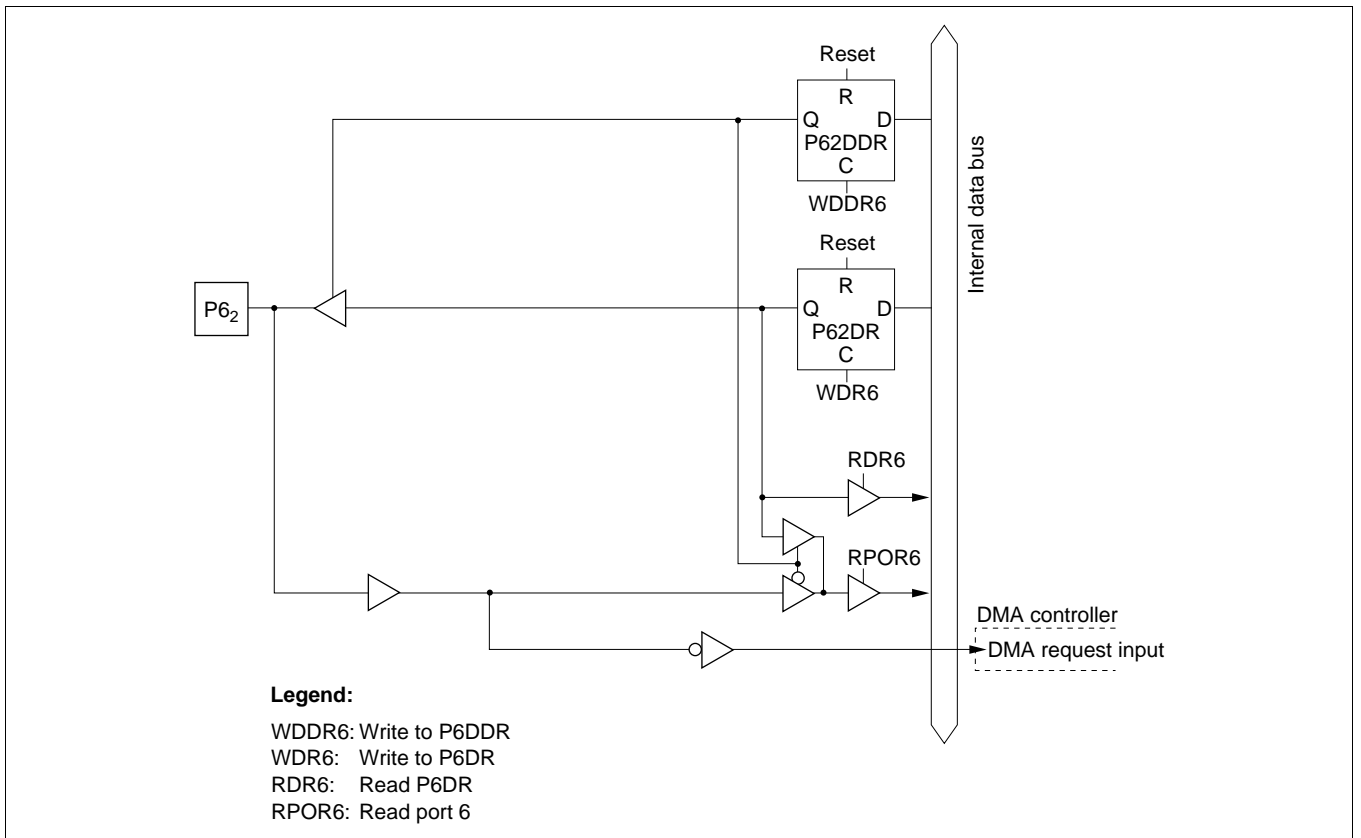 Reset
R
Q D
P62DDR
C
WDDR6
Internal data bus
Reset
R
Q D
P62DR
C
WDR6
P6₂
RDR6
RPOR6
DMA controller
DMA request input
Legend:
WDDR6: Write to P6DDR
WDR6: Write to P6DR
RDR6: Read P6DR
RPOR6: Read port 6